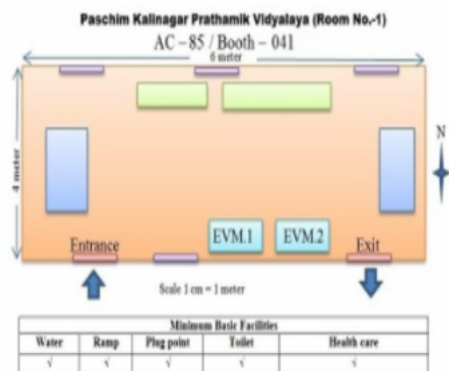 Paschim Kalinagar Prathamik Vidyalaya (Room No.-1)
AC – 85 / Booth – 041
6 meter
4 meter
N
EVM.1 EVM.2
Entrance Exit
Scale 1 cm = 1 meter
Minimum Basic Facilities
Water Ramp Plug point Toilet Health care
√ √ √ √ √